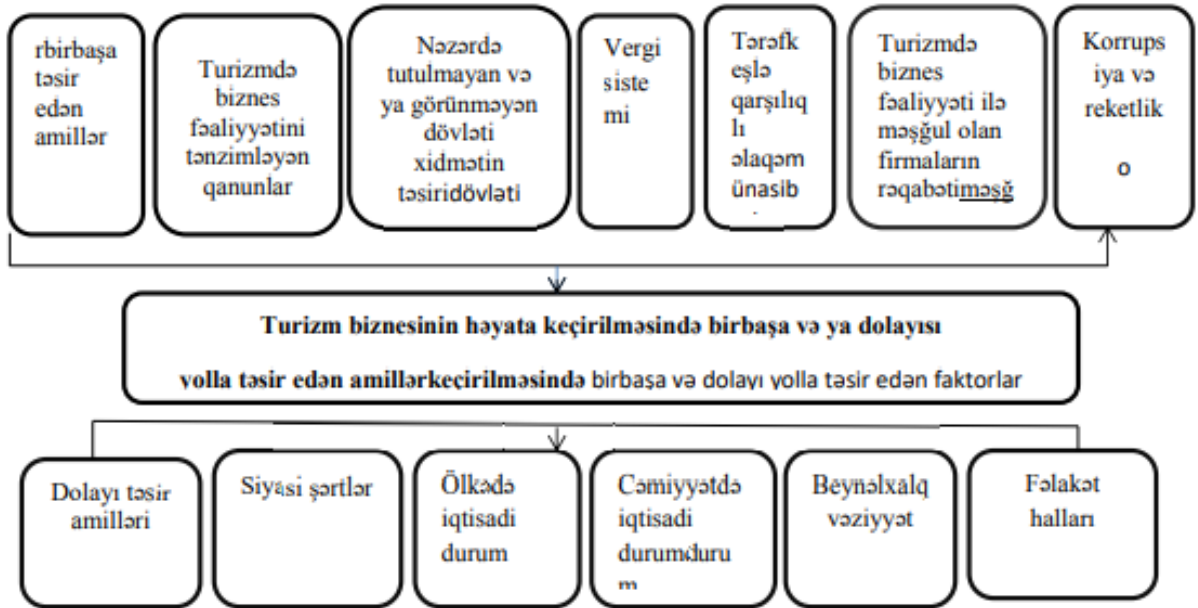 rbirbaşa
təsir
edən
amillər
Turizmdə
biznes
fəaliyyətini
tənzimləyən
qanunlar
Nəzərdə
tutulmayan və
ya görünməyən
dövləti
xidmətin
təsiridövləti
Vergi
siste
mi
Tərəfk
eşlə
qarşılıq
lı
əlaqəm
ünasib
Turizmdə
biznes
fəaliyyəti ilə
məşğul olan
firmaların
rəqabətiməşğ
Korrups
iya və
reketlik
o
Turizm biznesinin həyata keçirilməsində birbaşa və ya dolayısı
yolla təsir edən amillərkeçirilməsində birbaşa və dolayı yolla təsir edən faktorlar
Dolayı təsir
amilləri
Siyasi şərtlər
Ölkədə
iqtisadi
durum
Cəmiyyətdə
iqtisadi
durumduru
m
Beynəlxalq
vəziyyət
Fəlakət
halları